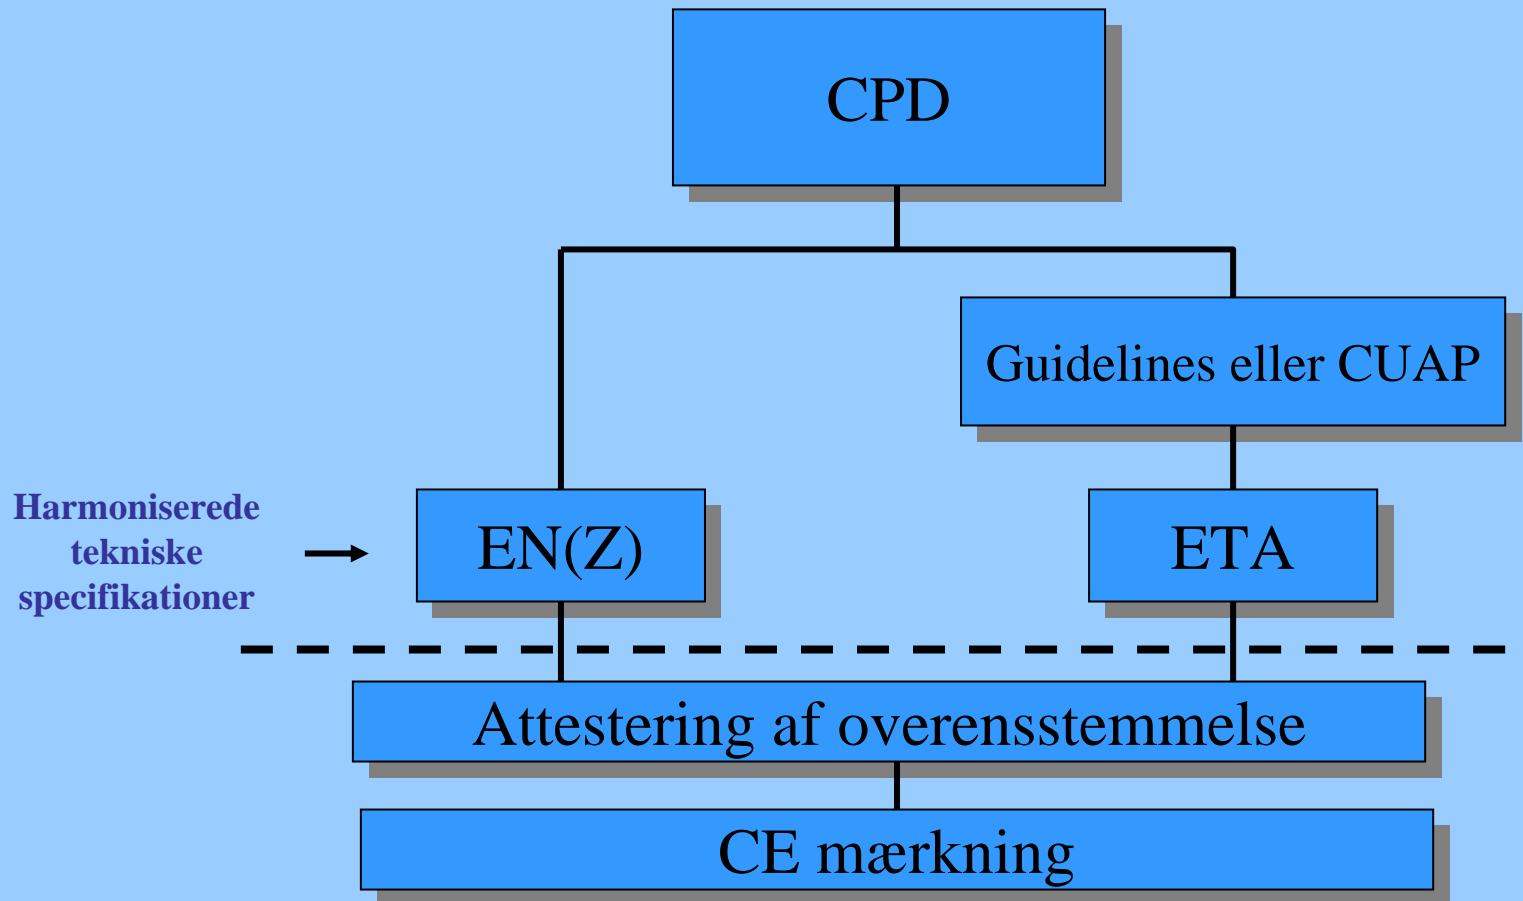 CPD
Guidelines eller CUAP
Harmoniserede
tekniske
specifikationer
EN(Z)
ETA
Attestering af overensstemmelse
CE mærkning